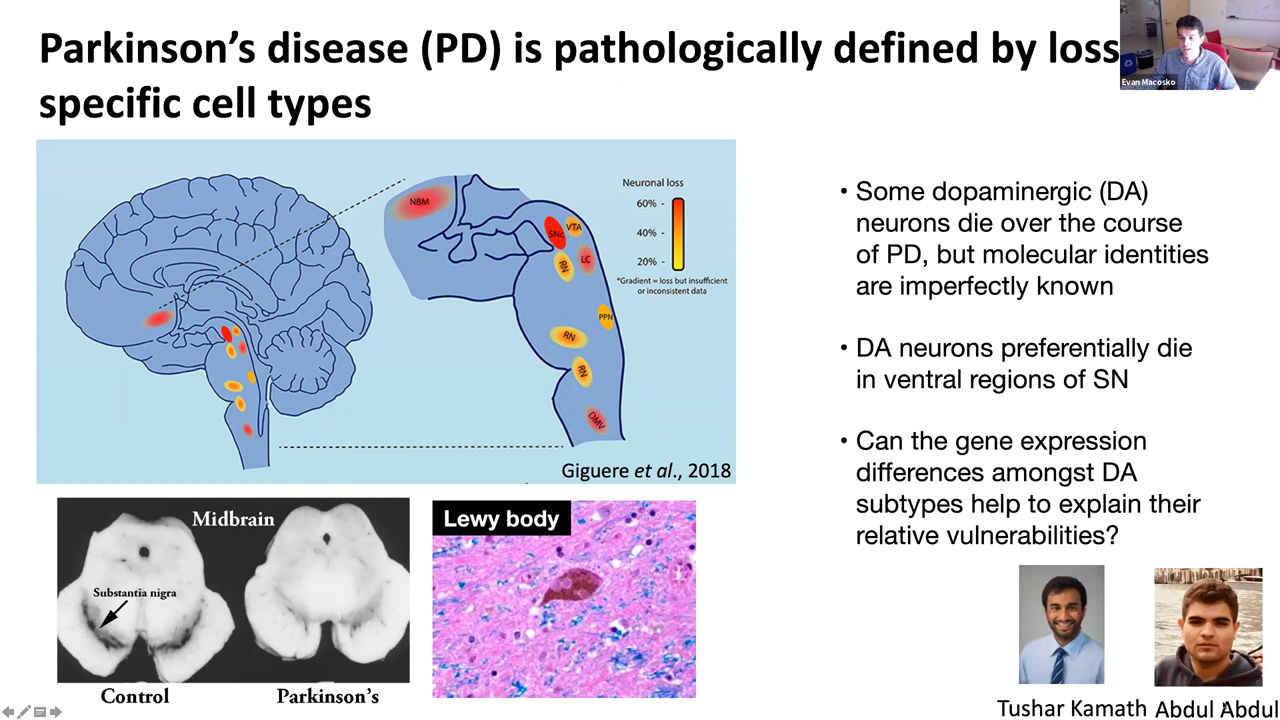 Parkinson's disease (PD) is pathologically defined by loss
specific cell types
Evan Macosko
NBM
SNc
VTA
LC
RN
PPN
RN
RN
DMV
Neuronal loss
60% -
40% -
20% -
*Gradient = loss but insufficient
or inconsistent data
Giguere et al., 2018
Midbrain
Substantia nigra
Control
Parkinson's
Lewy body
• Some dopaminergic (DA)
neurons die over the course
of PD, but molecular identities
are imperfectly known
• DA neurons preferentially die
in ventral regions of SN
• Can the gene expression
differences amongst DA
subtypes help to explain their
relative vulnerabilities?
Tushar Kamath
Abdul Abdul